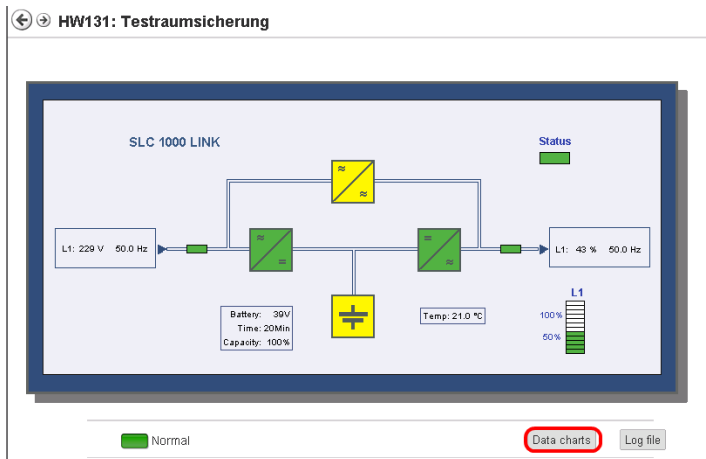 HW131: Testraumsicherung
SLC 1000 LINK
Status
L1: 229 V 50.0 Hz
L1: 43 % 50.0 Hz
Battery: 39V
Time: 20Min
Capacity: 100%
Temp: 21.0 °C
L1
100%
50%
Normal
Data charts
Log file